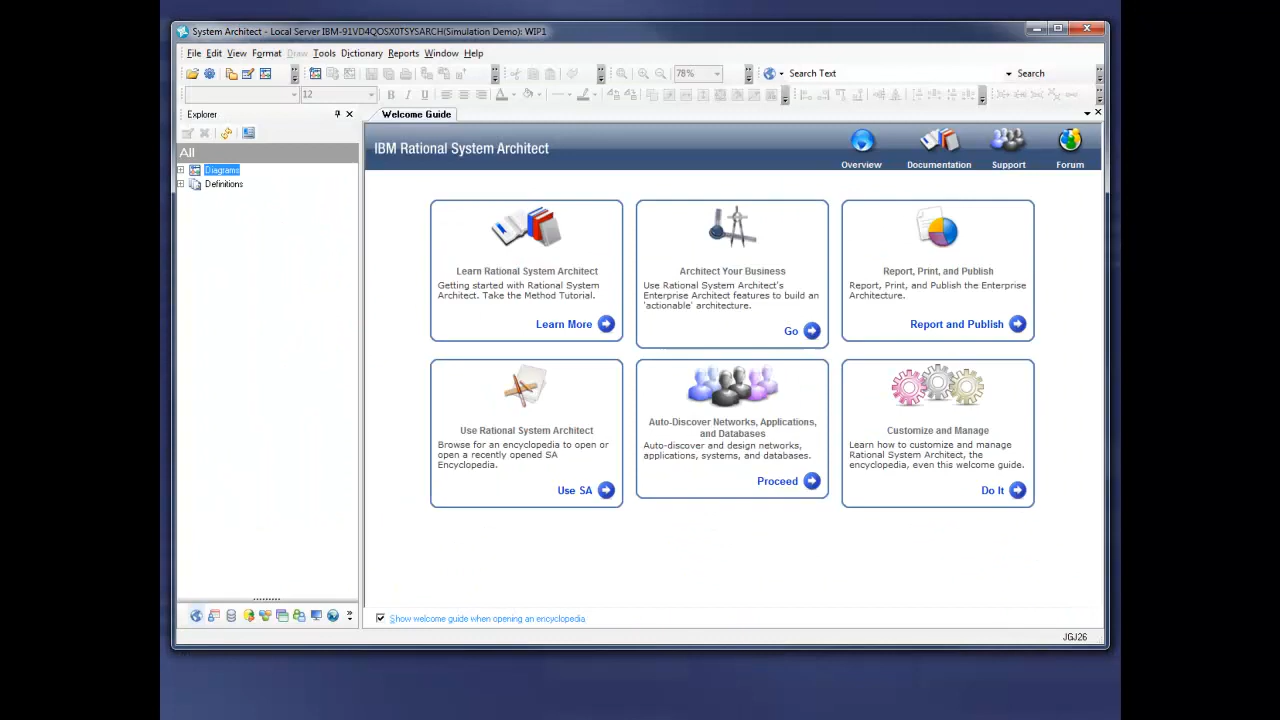 System Architect - Local Server IBM-91VD4QOSX0TSYSARCH(Simulation Demo): WIP1
File Edit View Format Draw Tools Dictionary Reports Window Help
78% Search Text Search
12
Explorer
Welcome Guide
All
Diagrams
Definitions
IBM Rational System Architect
Overview Documentation Support Forum
Learn Rational System Architect
Getting started with Rational System
Architect. Take the Method Tutorial.
Learn More
Architect Your Business
Use Rational System Architect's
Enterprise Architect features to build an
'actionable' architecture.
Go
Report, Print, and Publish
Report, Print, and Publish the Enterprise
Architecture.
Report and Publish
Use Rational System Architect
Browse for an encyclopedia to open or
open a recently opened SA
Encyclopedia.
Use SA
Auto-Discover Networks, Applications,
and Databases
Auto-discover and design networks,
applications, systems, and databases.
Proceed
Customize and Manage
Learn how to customize and manage
Rational System Architect, the
encyclopedia, even this welcome guide.
Do It
Show welcome guide when opening an encyclopedia
JGJ26